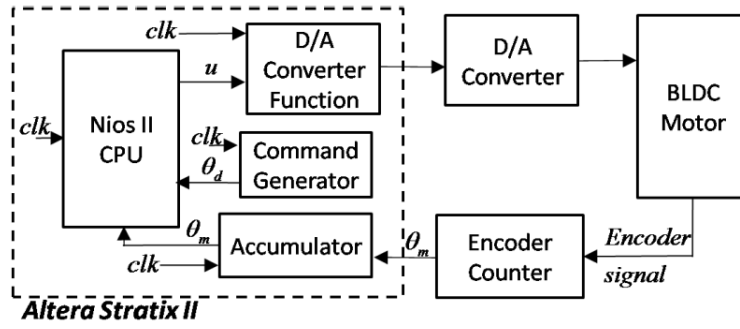 clk
D/A
Converter
Function
D/A
Converter
BLDC
Motor
u
Nios II
CPU
clk
clk
Command
Generator
θd
θm
Accumulator
clk
θm
Encoder
Counter
Encoder
signal
Altera Stratix II